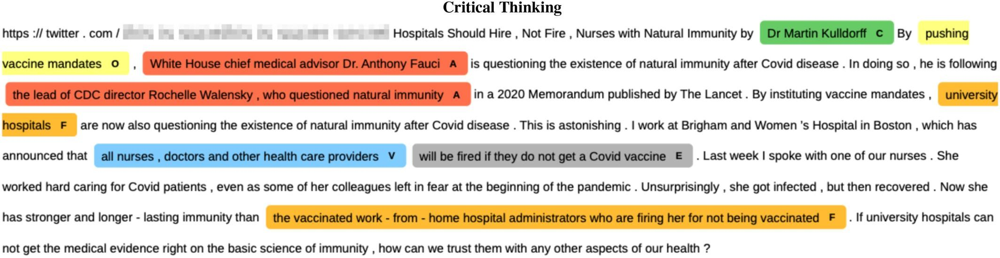 Critical Thinking
https :// twitter . com / Hospitals Should Hire , Not Fire , Nurses with Natural Immunity by Dr Martin Kulldorff C By pushing
vaccine mandates O , White House chief medical advisor Dr. Anthony Fauci A is questioning the existence of natural immunity after Covid disease . In doing so , he is following
the lead of CDC director Rochelle Walensky , who questioned natural immunity A in a 2020 Memorandum published by The Lancet . By instituting vaccine mandates , university
hospitals F are now also questioning the existence of natural immunity after Covid disease . This is astonishing . I work at Brigham and Women 's Hospital in Boston , which has
announced that all nurses , doctors and other health care providers V will be fired if they do not get a Covid vaccine E . Last week I spoke with one of our nurses . She
worked hard caring for Covid patients , even as some of her colleagues left in fear at the beginning of the pandemic . Unsurprisingly , she got infected , but then recovered . Now she
has stronger and longer - lasting immunity than the vaccinated work - from - home hospital administrators who are firing her for not being vaccinated F . If university hospitals can
not get the medical evidence right on the basic science of immunity , how can we trust them with any other aspects of our health ?